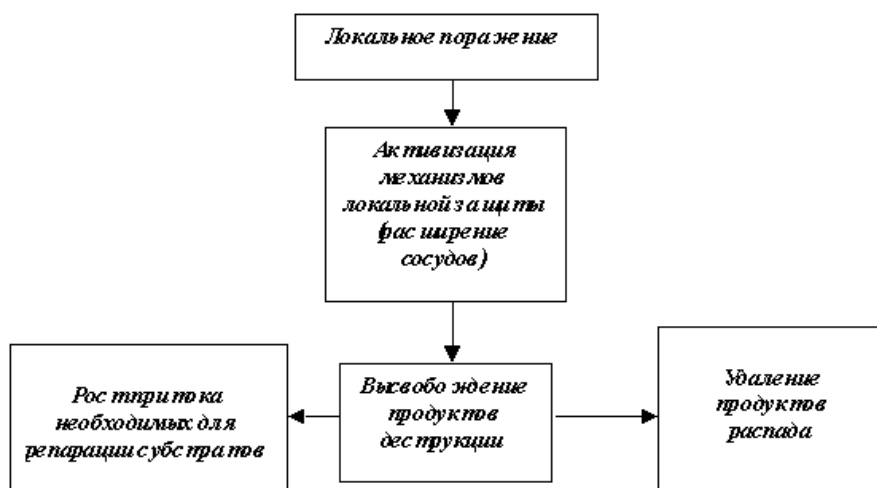 Локальное поражение
Активизация
механизмов
локальной защиты
(расширение
сосудов)
Рост притока
необходимых для
репарации субстратов
Высвобождение
продуктов
деструкции
Удаление
продуктов
распада